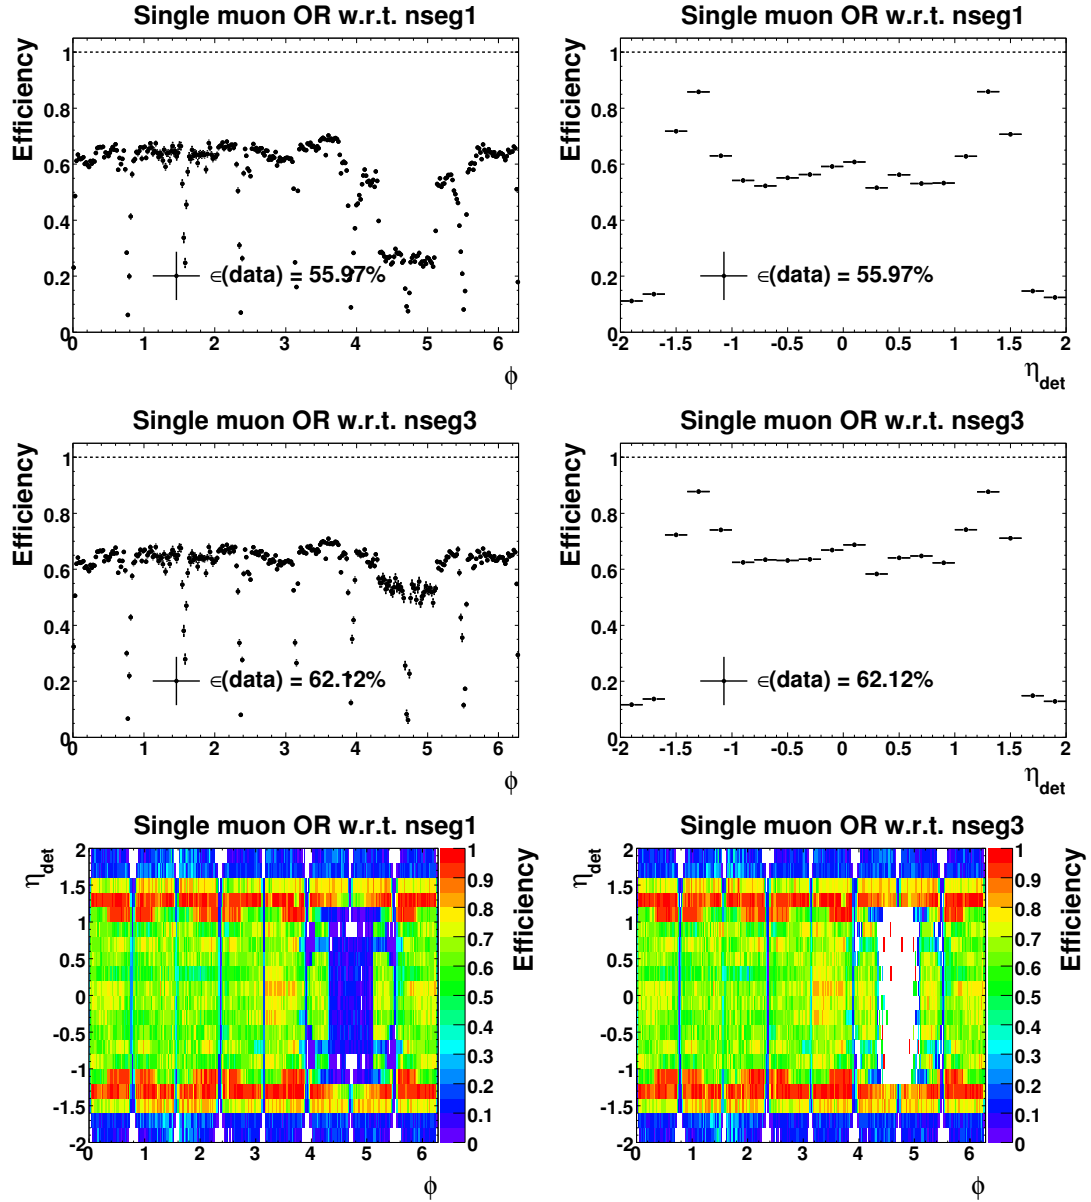 Single muon OR w.r.t. nseg1
Efficiency
1
0.8
0.6
0.4
0.2
0
∈(data) = 55.97%
0 1 2 3 4 5 6
ϕ
Single muon OR w.r.t. nseg1
Efficiency
1
0.8
0.6
0.4
0.2
0
∈(data) = 55.97%
-2 -1.5 -1 -0.5 0 0.5 1 1.5 2
η_det
Single muon OR w.r.t. nseg3
Efficiency
1
0.8
0.6
0.4
0.2
0
∈(data) = 62.12%
0 1 2 3 4 5 6
ϕ
Single muon OR w.r.t. nseg3
Efficiency
1
0.8
0.6
0.4
0.2
0
∈(data) = 62.12%
-2 -1.5 -1 -0.5 0 0.5 1 1.5 2
η_det
Single muon OR w.r.t. nseg1
η_det
2
1.5
1
0.5
0
-0.5
-1
-1.5
-2
0 1 2 3 4 5 6
ϕ
1
0.9
0.8
0.7
0.6
0.5
0.4
0.3
0.2
0.1
0
Efficiency
Single muon OR w.r.t. nseg3
η_det
2
1.5
1
0.5
0
-0.5
-1
-1.5
-2
0 1 2 3 4 5 6
ϕ
1
0.9
0.8
0.7
0.6
0.5
0.4
0.3
0.2
0.1
0
Efficiency